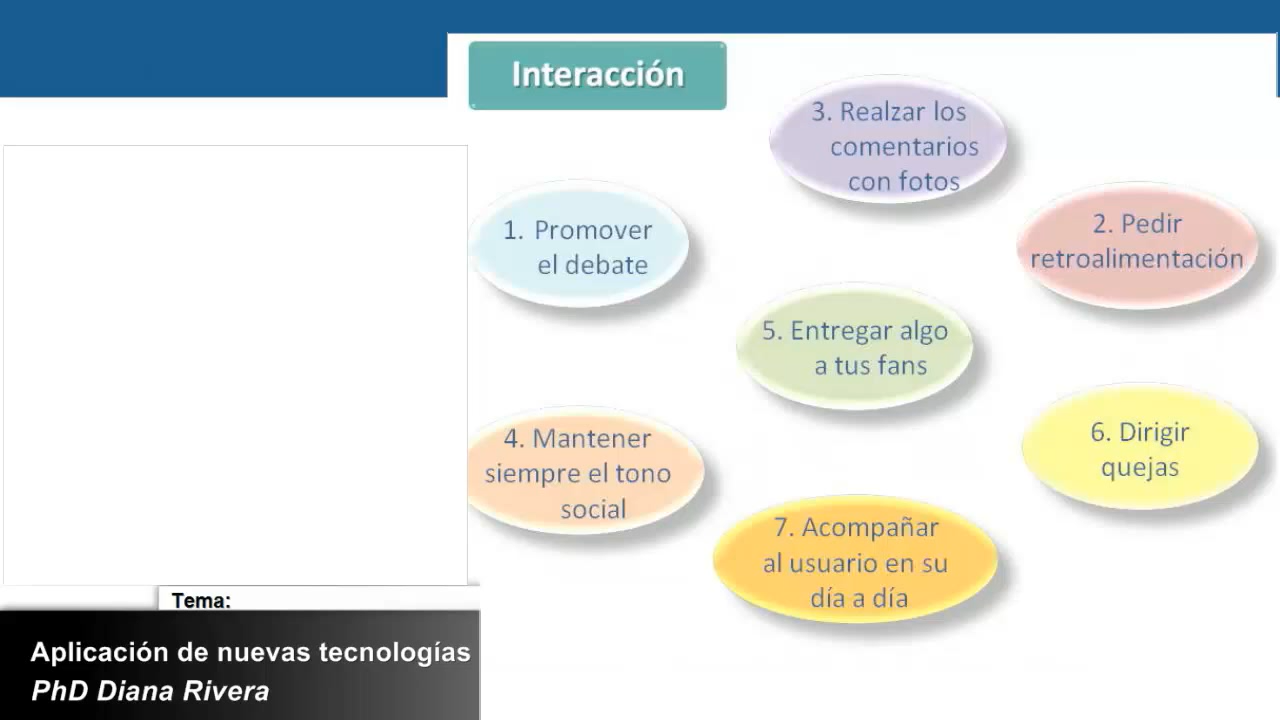 Interacción
3. Realzar los
comentarios
con fotos
1. Promover
el debate
2. Pedir
retroalimentación
5. Entregar algo
a tus fans
4. Mantener
siempre el tono
social
6. Dirigir
quejas
7. Acompañar
al usuario en su
día a día
Tema:
Aplicación de nuevas tecnologías
PhD Diana Rivera